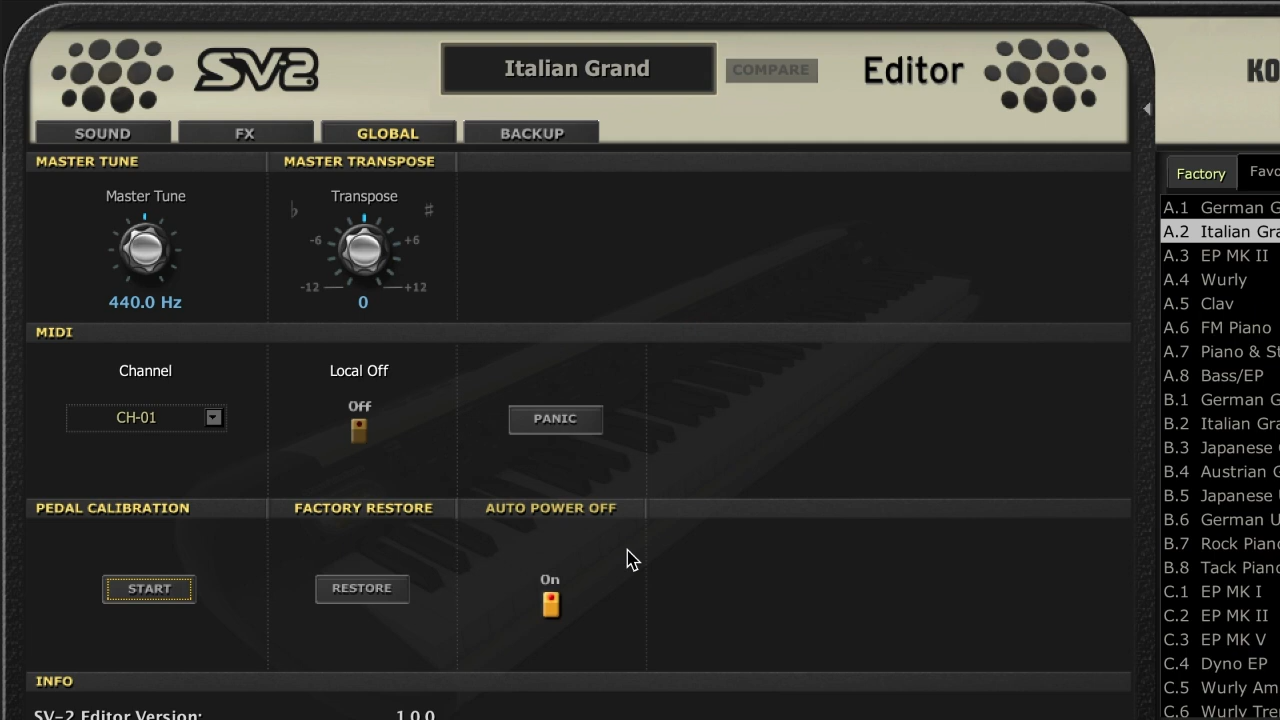 SV2
Italian Grand
COMPARE
Editor
KO
SOUND
FX
GLOBAL
BACKUP
MASTER TUNE
MASTER TRANSPOSE
Master Tune
440.0 Hz
Transpose
♭
♯
-6
+6
-12
+12
0
MIDI
Channel
CH-01
Local Off
Off
PANIC
PEDAL CALIBRATION
FACTORY RESTORE
AUTO POWER OFF
START
RESTORE
On
INFO
SV-2 Editor Version: 1.0.0
Factory
Favo
A.1 German G
A.2 Italian Gra
A.3 EP MK II
A.4 Wurly
A.5 Clav
A.6 FM Piano
A.7 Piano & St
A.8 Bass/EP
B.1 German G
B.2 Italian Gra
B.3 Japanese
B.4 Austrian G
B.5 Japanese
B.6 German U
B.7 Rock Piano
B.8 Tack Piano
C.1 EP MK I
C.2 EP MK II
C.3 EP MK V
C.4 Dyno EP
C.5 Wurly Am
C.6 Wurly Tre